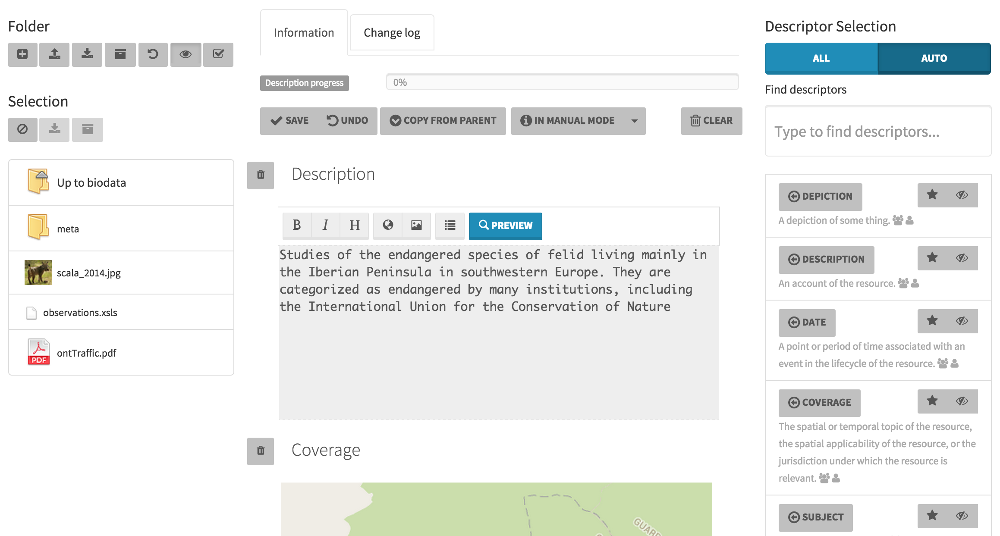 Folder
Selection
Up to biodata
meta
scala_2014.jpg
observations.xsls
PDF
ontTraffic.pdf
Information
Change log
Description progress
0%
SAVE
UNDO
COPY FROM PARENT
IN MANUAL MODE
CLEAR
Description
B I H
PREVIEW
Studies of the endangered species of felid living mainly in
the Iberian Peninsula in southwestern Europe. They are
categorized as endangered by many institutions, including
the International Union for the Conservation of Nature
Coverage
Descriptor Selection
ALL
AUTO
Find descriptors
Type to find descriptors...
DEPICTION
A depiction of some thing.
DESCRIPTION
An account of the resource.
DATE
A point or period of time associated with an
event in the lifecycle of the resource.
COVERAGE
The spatial or temporal topic of the resource,
the spatial applicability of the resource, or the
jurisdiction under which the resource is
relevant.
SUBJECT